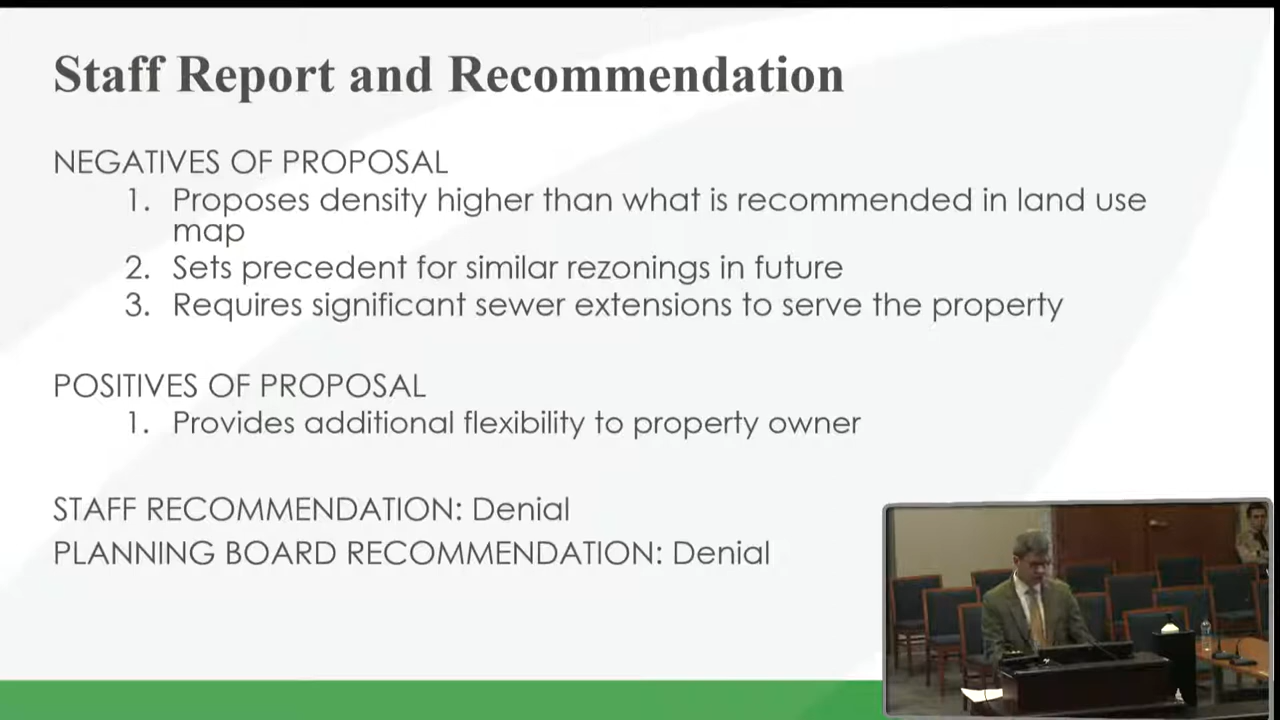 Staff Report and Recommendation
NEGATIVES OF PROPOSAL
1. Proposes density higher than what is recommended in land use
map
2. Sets precedent for similar rezonings in future
3. Requires significant sewer extensions to serve the property
POSITIVES OF PROPOSAL
1. Provides additional flexibility to property owner
STAFF RECOMMENDATION: Denial
PLANNING BOARD RECOMMENDATION: Denial